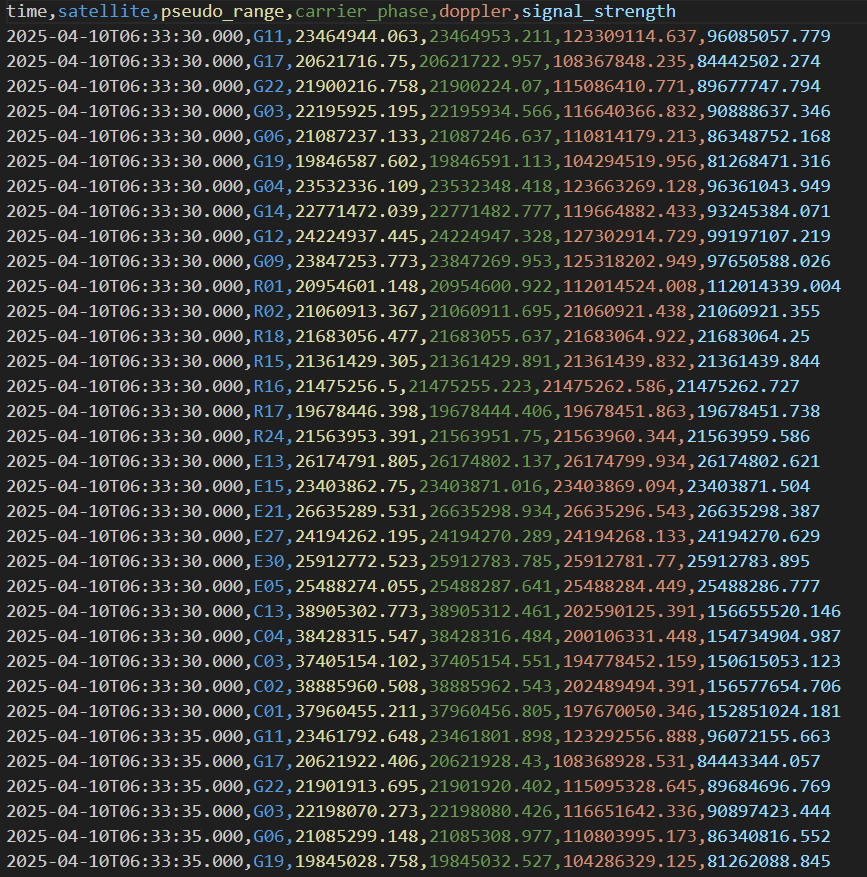 time,satellite,pseudo_range,carrier_phase,doppler,signal_strength
2025-04-10T06:33:30.000,G11,23464944.063,23464953.211,123309114.637,96085057.779
2025-04-10T06:33:30.000,G17,20621716.75,20621722.957,108367848.235,84442502.274
2025-04-10T06:33:30.000,G22,21900216.758,21900224.07,115086410.771,89677747.794
2025-04-10T06:33:30.000,G03,22195925.195,22195934.566,116640366.832,90888637.346
2025-04-10T06:33:30.000,G06,21087237.133,21087246.637,110814179.213,86348752.168
2025-04-10T06:33:30.000,G19,19846587.602,19846591.113,104294519.956,81268471.316
2025-04-10T06:33:30.000,G04,23532336.109,23532348.418,123663269.128,96361043.949
2025-04-10T06:33:30.000,G14,22771472.039,22771482.777,119664882.433,93245384.071
2025-04-10T06:33:30.000,G12,24224937.445,24224947.328,127302914.729,99197107.219
2025-04-10T06:33:30.000,G09,23847253.773,23847269.953,125318202.949,97650588.026
2025-04-10T06:33:30.000,R01,20954601.148,20954600.922,112014524.008,112014339.004
2025-04-10T06:33:30.000,R02,21060913.367,21060911.695,21060921.438,21060921.355
2025-04-10T06:33:30.000,R18,21683056.477,21683055.637,21683064.922,21683064.25
2025-04-10T06:33:30.000,R15,21361429.305,21361429.891,21361439.832,21361439.844
2025-04-10T06:33:30.000,R16,21475256.5,21475255.223,21475262.586,21475262.727
2025-04-10T06:33:30.000,R17,19678446.398,19678444.406,19678451.863,19678451.738
2025-04-10T06:33:30.000,R24,21563953.391,21563951.75,21563960.344,21563959.586
2025-04-10T06:33:30.000,E13,26174791.805,26174802.137,26174799.934,26174802.621
2025-04-10T06:33:30.000,E15,23403862.75,23403871.016,23403869.094,23403871.504
2025-04-10T06:33:30.000,E21,26635289.531,26635298.934,26635296.543,26635298.387
2025-04-10T06:33:30.000,E27,24194262.195,24194270.289,24194268.133,24194270.629
2025-04-10T06:33:30.000,E30,25912772.523,25912783.785,25912781.77,25912783.895
2025-04-10T06:33:30.000,E05,25488274.055,25488287.641,25488284.449,25488286.777
2025-04-10T06:33:30.000,C13,38905302.773,38905312.461,202590125.391,156655520.146
2025-04-10T06:33:30.000,C04,38428315.547,38428316.484,200106331.448,154734904.987
2025-04-10T06:33:30.000,C03,37405154.102,37405154.551,194778452.159,150615053.123
2025-04-10T06:33:30.000,C02,38885960.508,38885962.543,202489494.391,156577654.706
2025-04-10T06:33:30.000,C01,37960455.211,37960456.805,197670050.346,152851024.181
2025-04-10T06:33:35.000,G11,23461792.648,23461801.898,123292556.888,96072155.663
2025-04-10T06:33:35.000,G17,20621922.406,20621928.43,108368928.531,84443344.057
2025-04-10T06:33:35.000,G22,21901913.695,21901920.402,115095328.645,89684696.769
2025-04-10T06:33:35.000,G03,22198070.273,22198080.426,116651642.336,90897423.444
2025-04-10T06:33:35.000,G06,21085299.148,21085308.977,110803995.173,86340816.552
2025-04-10T06:33:35.000,G19,19845028.758,19845032.527,104286329.125,81262088.845